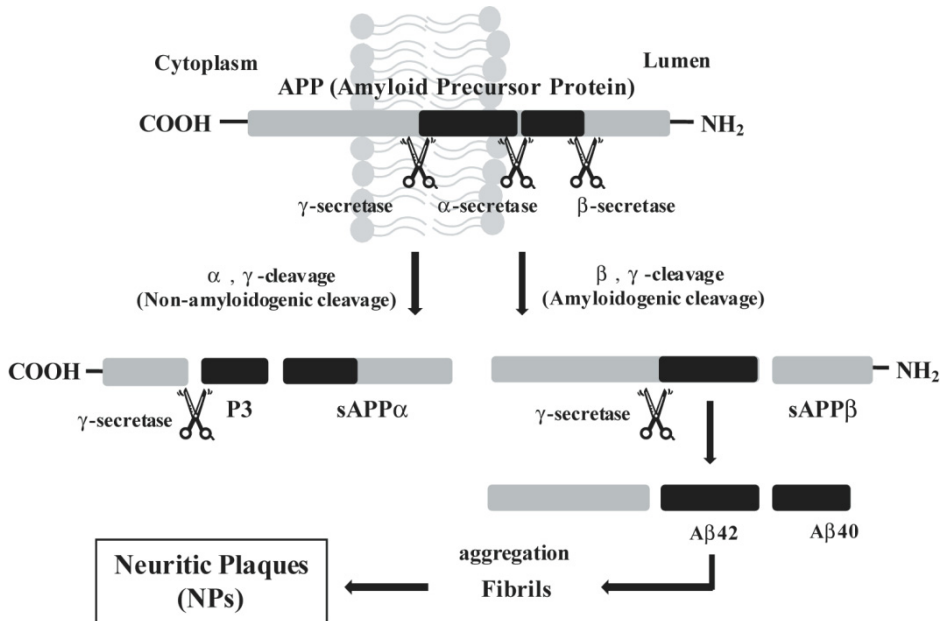 Cytoplasm
Lumen
APP (Amyloid Precursor Protein)
COOH
NH₂
γ-secretase
α-secretase
β-secretase
α , γ -cleavage
(Non-amyloidogenic cleavage)
β , γ -cleavage
(Amyloidogenic cleavage)
COOH
γ-secretase
P3
sAPPα
γ-secretase
sAPPβ
NH₂
Aβ42
Aβ40
aggregation
Fibrils
Neuritic Plaques
(NPs)